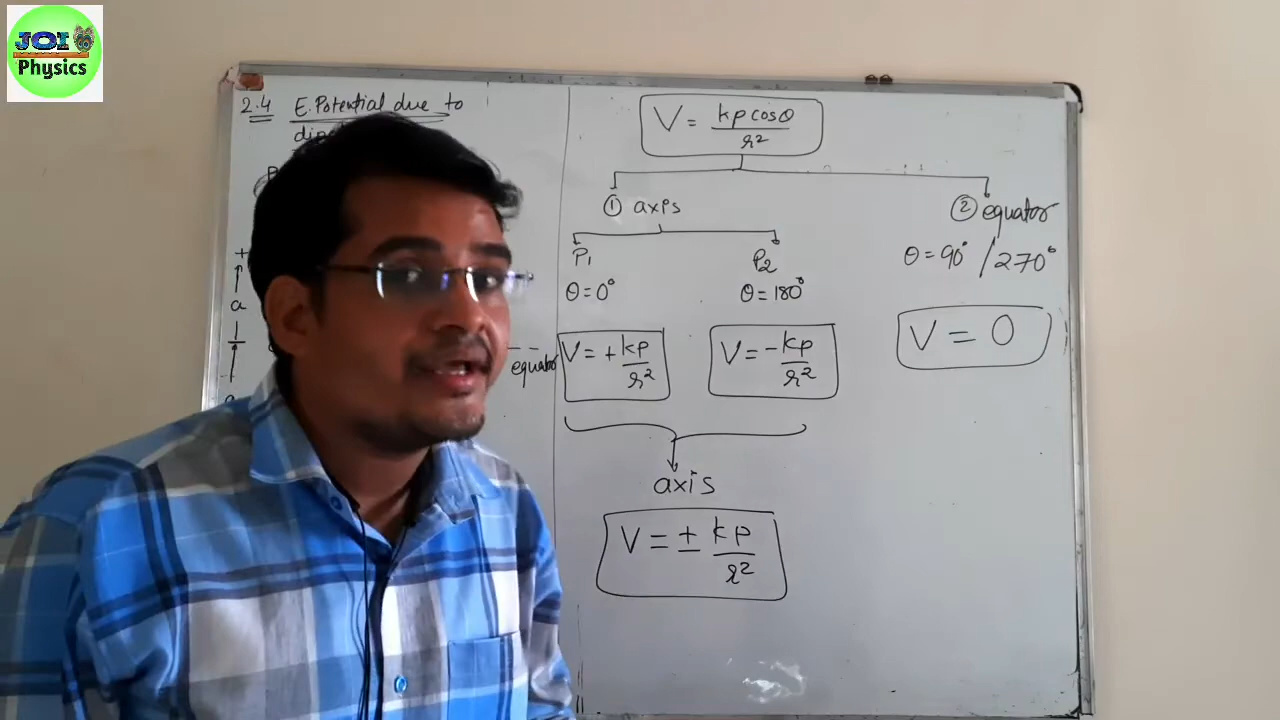 JOI
Physics
2.4 E.Potential due to
V = kp cosθ / r²
① axis
② equator
P₁
P₂
θ = 0°
θ = 180°
θ = 90° / 270°
V = + kp / r²
V = - kp / r²
V = 0
+
a
equator
axis
V = ± kp / r²